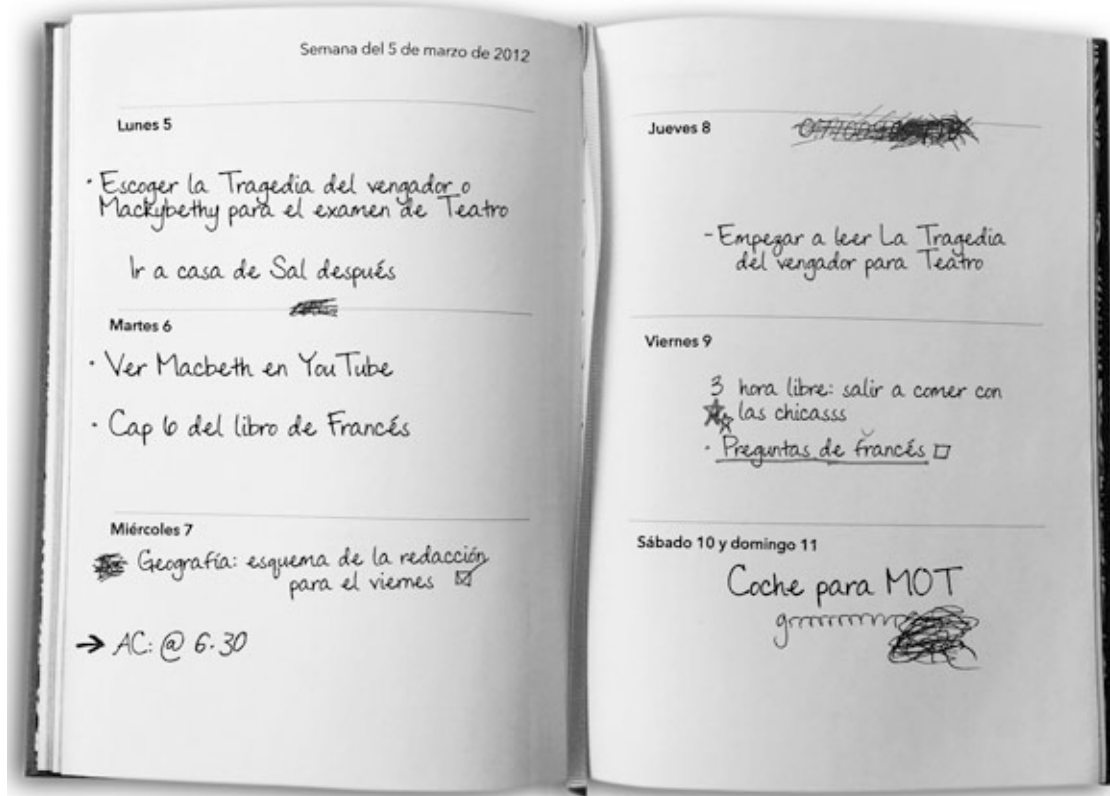 Semana del 5 de marzo de 2012
Lunes 5
· Escoger la Tragedia del vengador o
Mackybethy para el examen de Teatro
Ir a casa de Sal después
Martes 6
· Ver Macbeth en YouTube
· Cap 6 del libro de Francés
Miércoles 7
Geografía: esquema de la redacción
para el viernes ☑
→ AC: @ 6.30
Jueves 8
- Empezar a leer La Tragedia
del vengador para Teatro
Viernes 9
3 hora libre: salir a comer con
las chicasss
· Preguntas de francés ☐
Sábado 10 y domingo 11
Coche para MOT